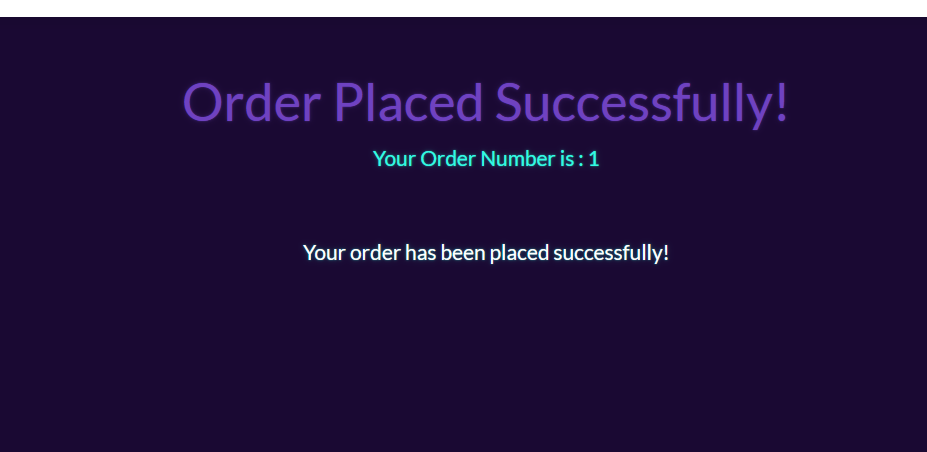 Order Placed Successfully!
Your Order Number is : 1
Your order has been placed successfully!